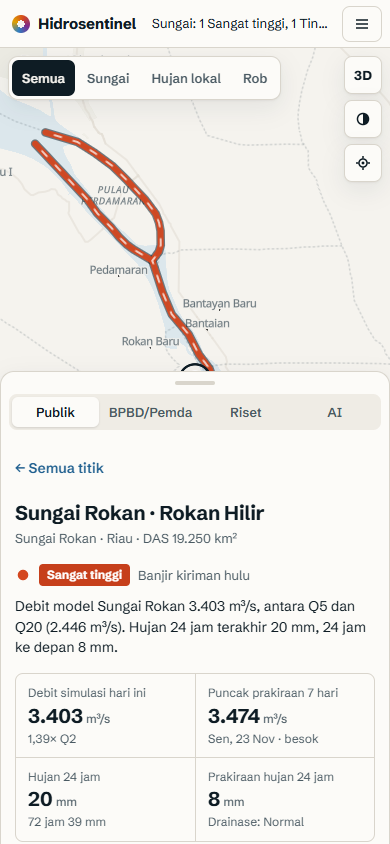 Hidrosentinel
Sungai: 1 Sangat tinggi, 1 Tin...
Semua
Sungai
Hujan lokal
Rob
3D
u I
PULAU
PEDAMARAN
Pedamaran
Bantayan Baru
Bantaian
Rokan Baru
Publik
BPBD/Pemda
Riset
AI
← Semua titik
Sungai Rokan · Rokan Hilir
Sungai Rokan · Riau · DAS 19.250 km²
Sangat tinggi
Banjir kiriman hulu
Debit model Sungai Rokan 3.403 m³/s, antara Q5 dan
Q20 (2.446 m³/s). Hujan 24 jam terakhir 20 mm, 24 jam
ke depan 8 mm.
Debit simulasi hari ini
3.403 m³/s
1,39× Q2
Puncak prakiraan 7 hari
3.474 m³/s
Sen, 23 Nov · besok
Hujan 24 jam
20 mm
72 jam 39 mm
Prakiraan hujan 24 jam
8 mm
Drainase: Normal